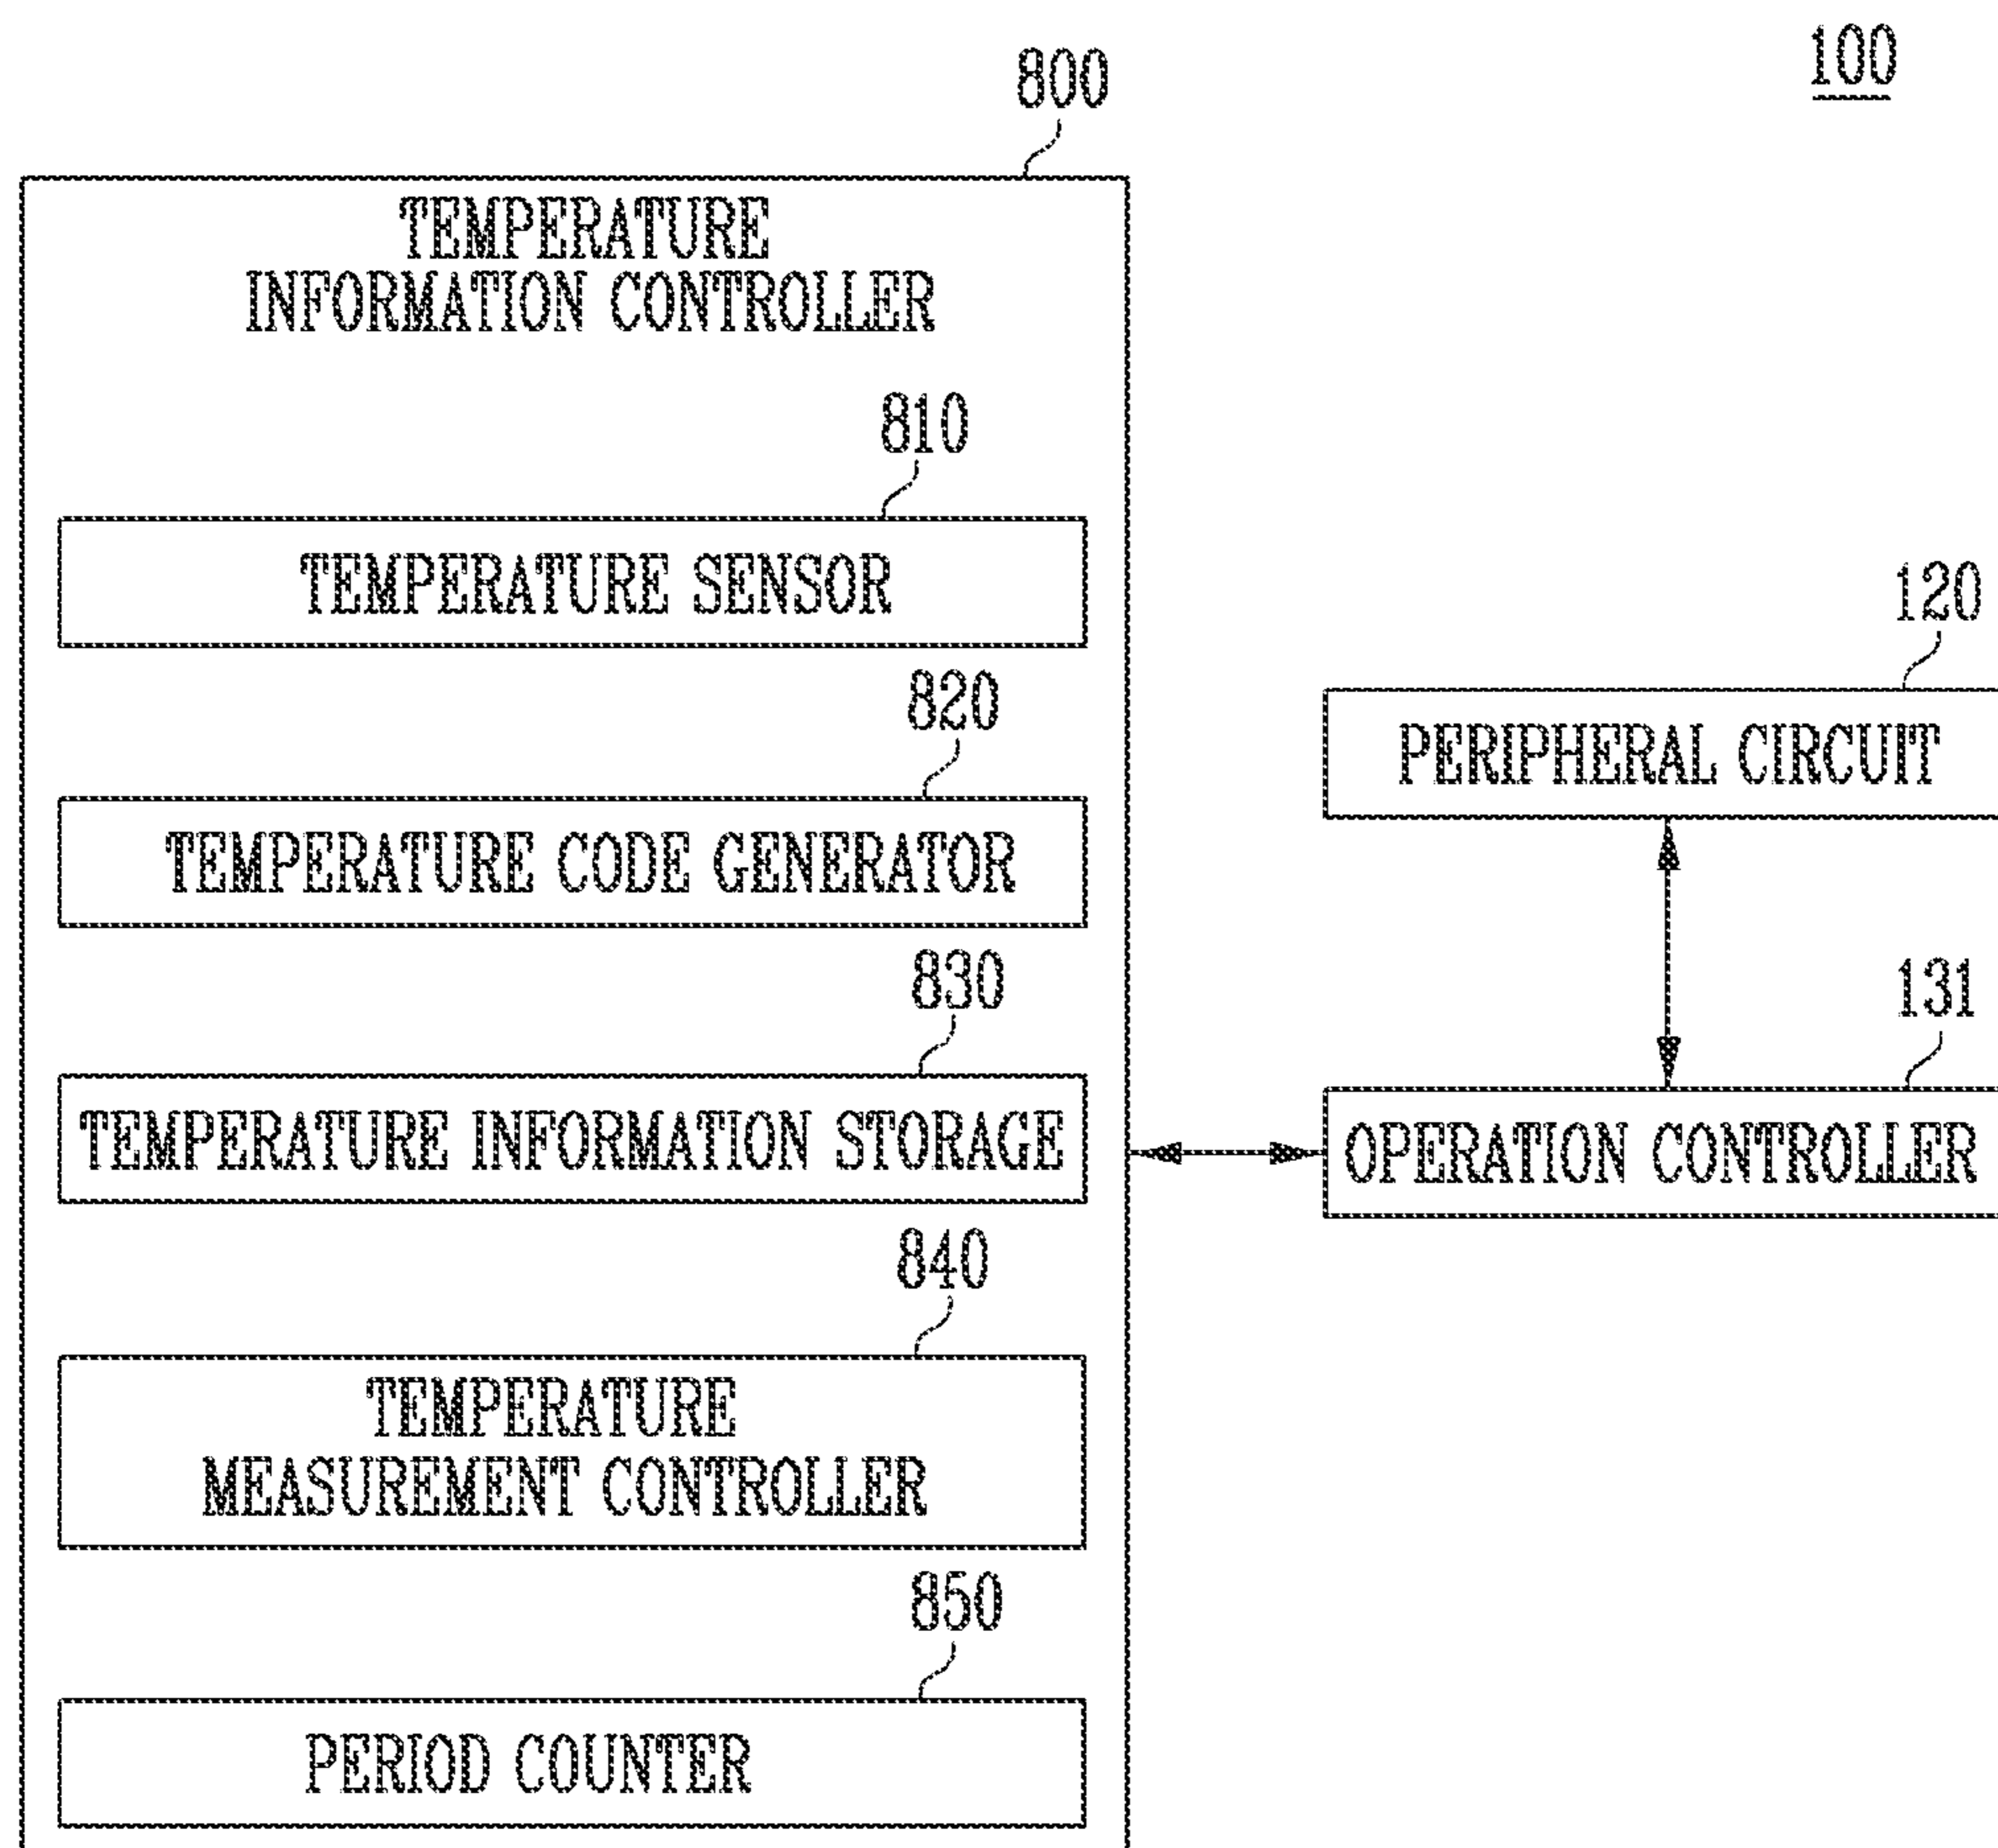 100
800
TEMPERATURE
INFORMATION CONTROLLER
810
TEMPERATURE SENSOR
820
TEMPERATURE CODE GENERATOR
830
TEMPERATURE INFORMATION STORAGE
840
TEMPERATURE
MEASUREMENT CONTROLLER
850
PERIOD COUNTER
120
PERIPHERAL CIRCUIT
131
OPERATION CONTROLLER